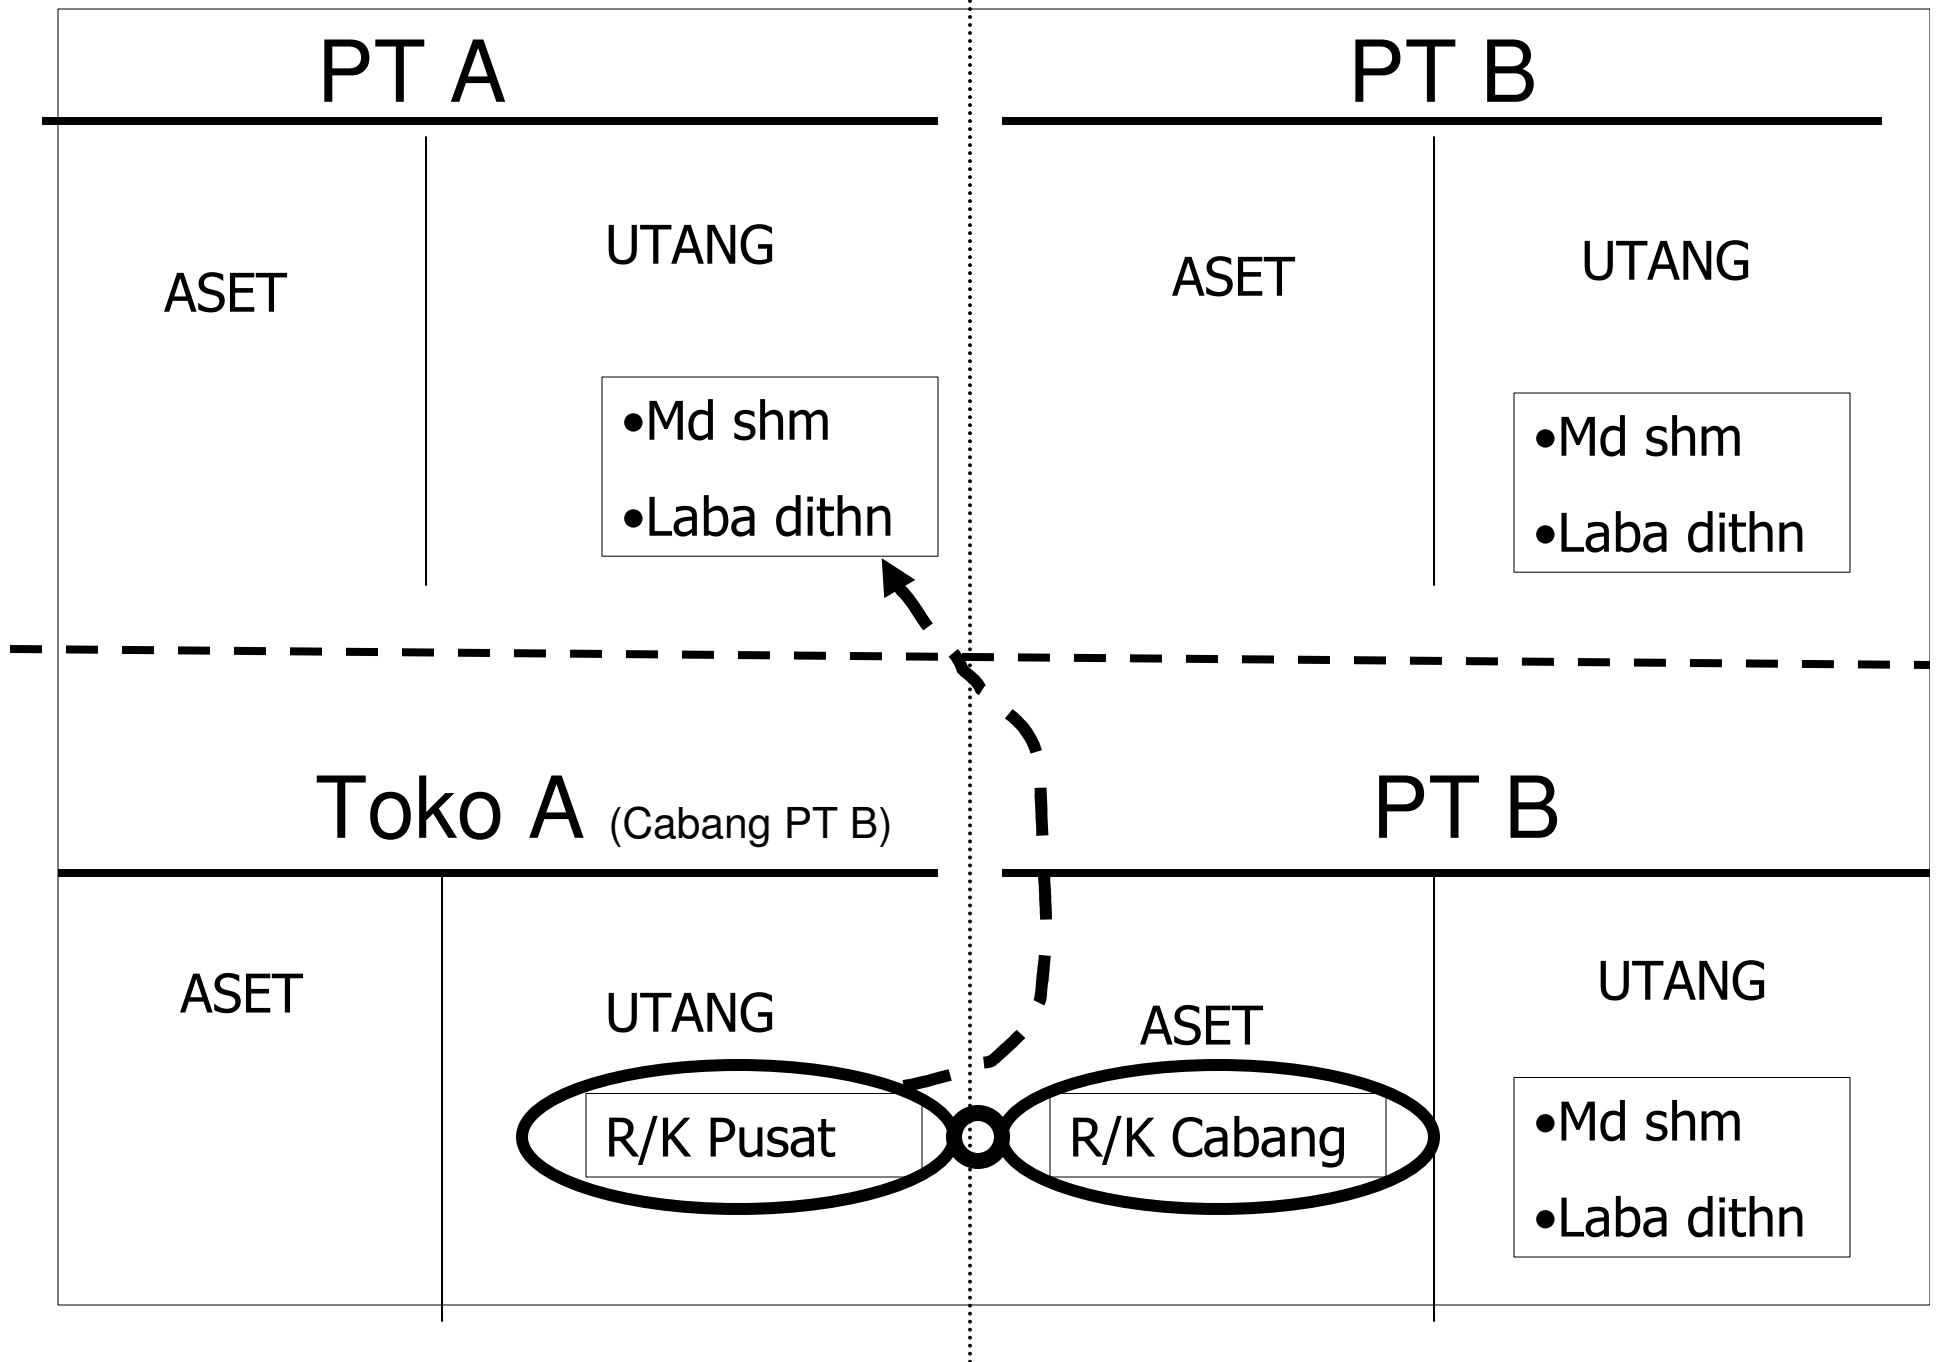 PT A
ASET
UTANG
•Md shm
•Laba dithn
PT B
ASET
UTANG
•Md shm
•Laba dithn
Toko A (Cabang PT B)
ASET
UTANG
R/K Pusat
PT B
ASET
R/K Cabang
UTANG
•Md shm
•Laba dithn